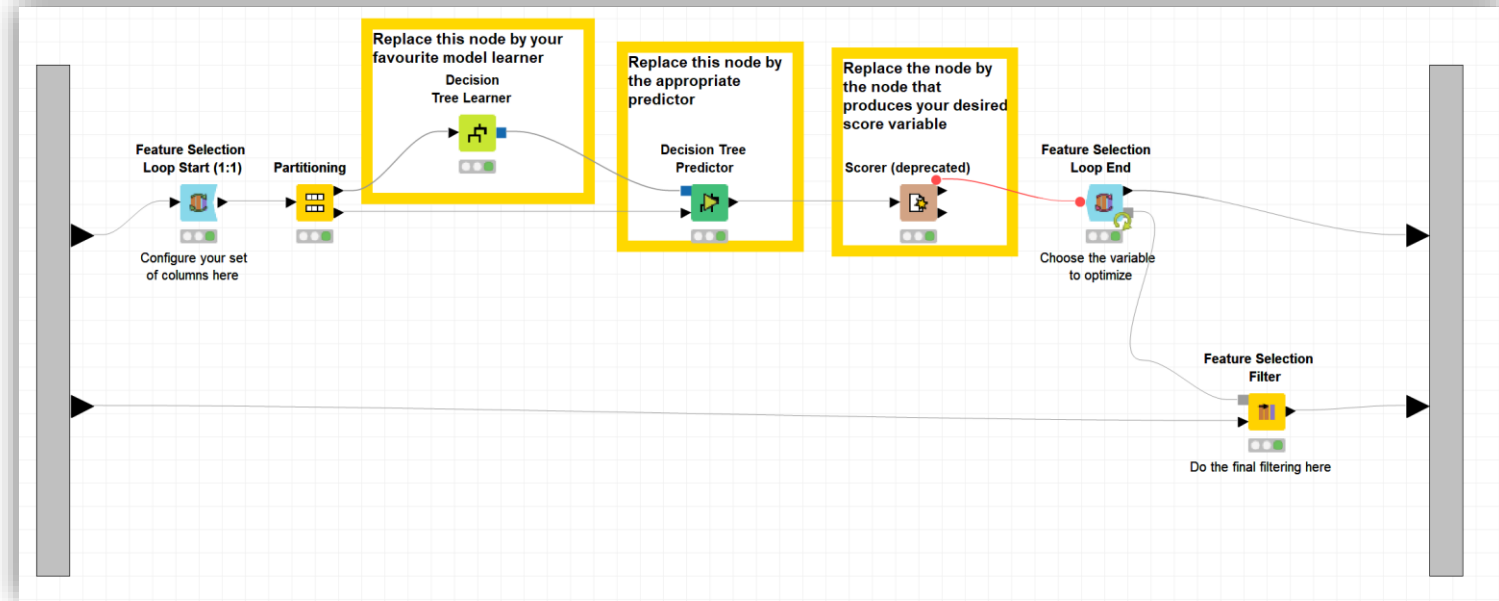 Replace this node by your
favourite model learner
Decision
Tree Learner
Replace this node by
the appropriate
predictor
Replace the node by
the node that
produces your desired
score variable
Feature Selection
Loop Start (1:1)
Partitioning
Decision Tree
Predictor
Scorer (deprecated)
Feature Selection
Loop End
Configure your set
of columns here
Choose the variable
to optimize
Feature Selection
Filter
Do the final filtering here